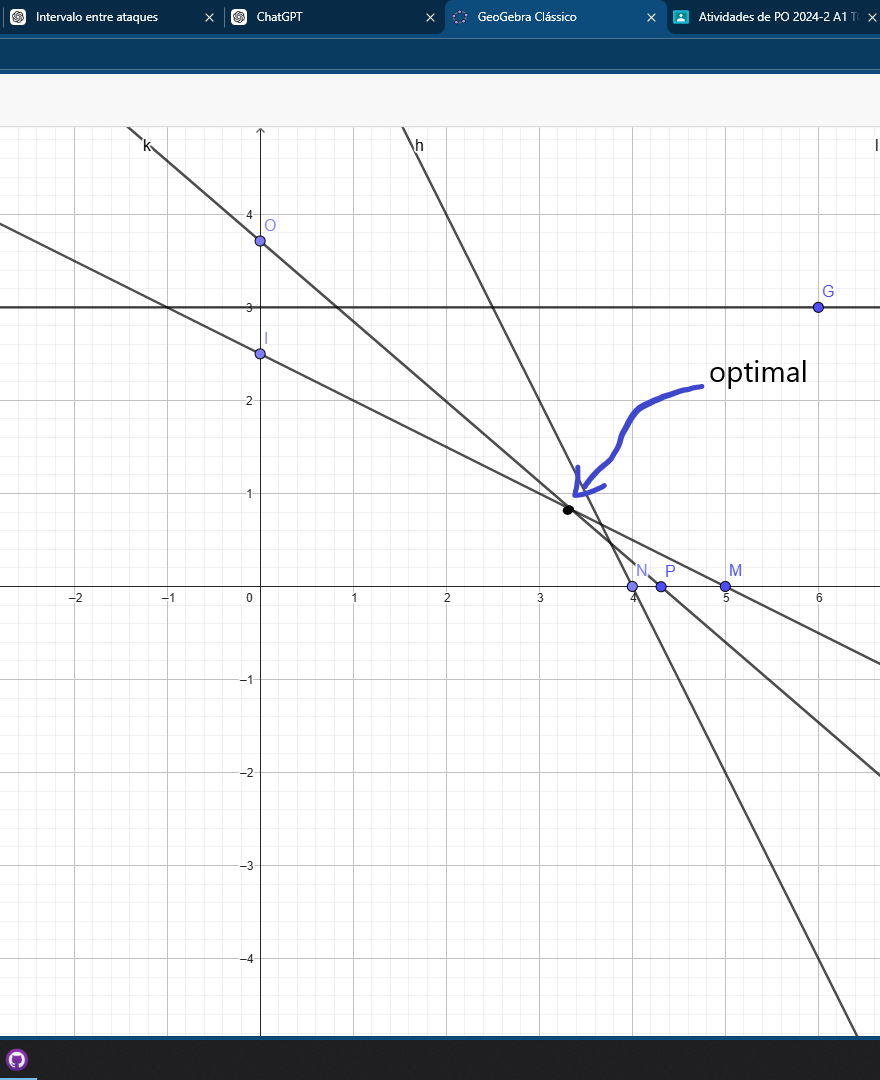 Intervalo entre ataques
ChatGPT
GeoGebra Clássico
Atividades de PO 2024-2 A1
k
h
l
4
O
3
G
I
optimal
2
1
N
P
M
−2
−1
0
1
2
3
4
5
6
−1
−2
−3
−4